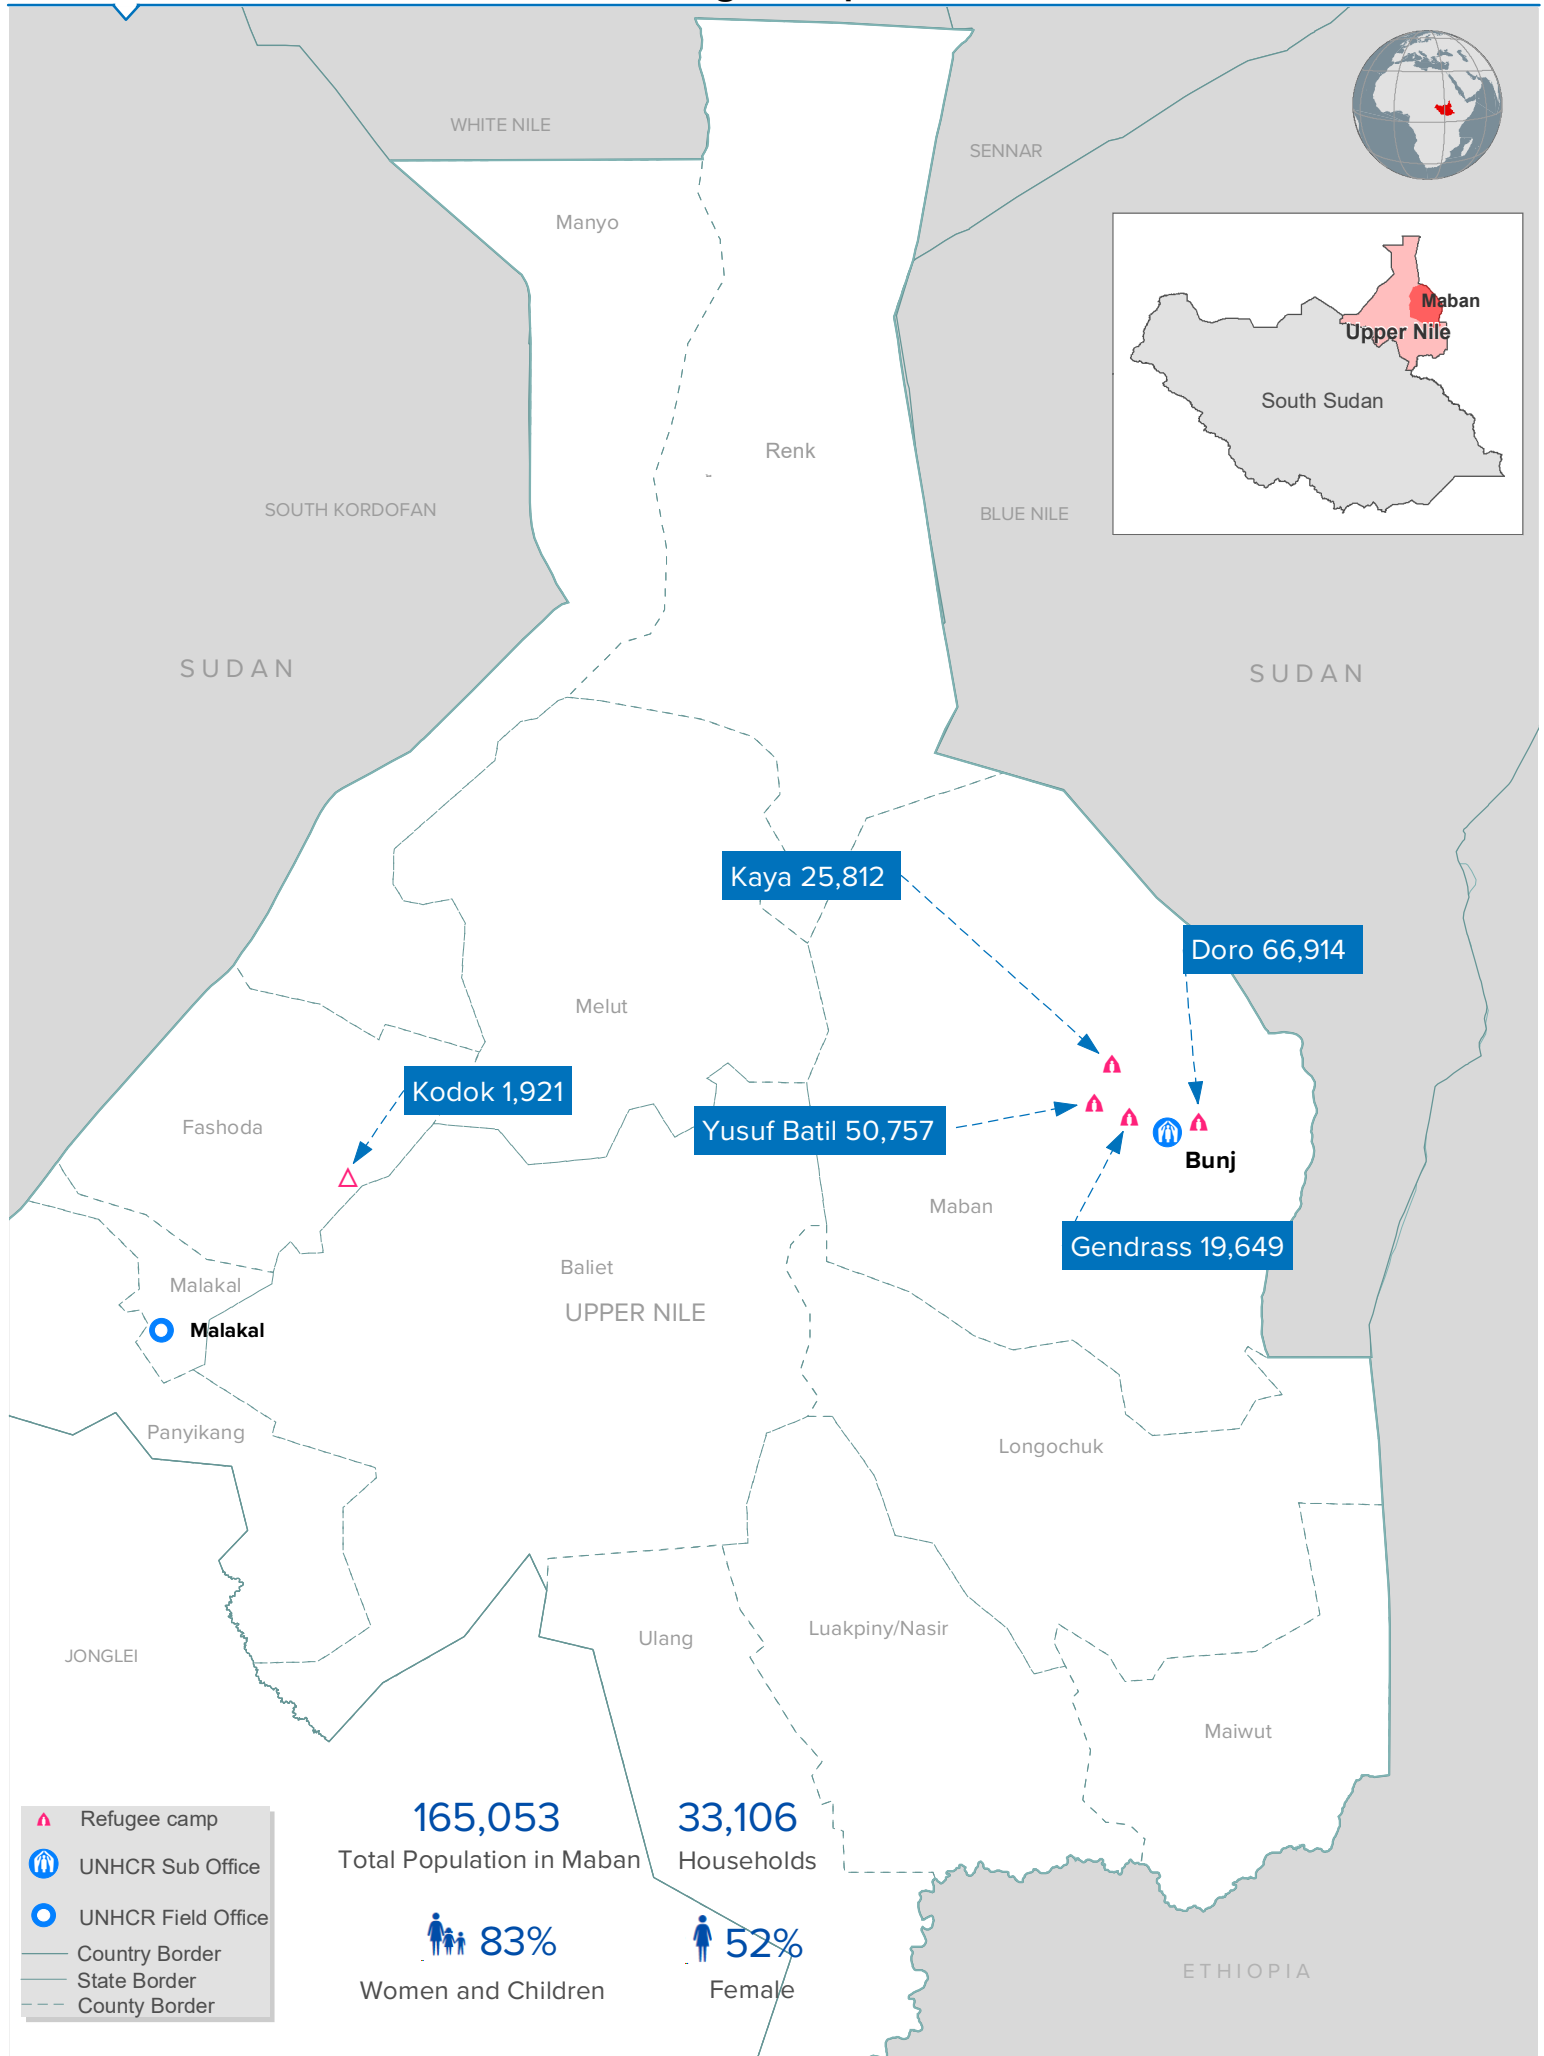 WHITE NILE
SENNAR
Manyo
Maban
Upper Nile
South Sudan
Renk
SOUTH KORDOFAN
BLUE NILE
SUDAN
SUDAN
Kaya 25,812
Doro 66,914
Melut
Kodok 1,921
Fashoda
Yusuf Batil 50,757
Bunj
Maban
Gendrass 19,649
Baliet
Malakal
UPPER NILE
Malakal
Panyikang
Longochuk
Luakpiny/Nasir
Ulang
JONGLEI
Maiwut
Refugee camp
UNHCR Sub Office
UNHCR Field Office
Country Border
State Border
County Border
165,053
Total Population in Maban
33,106
Households
83%
Women and Children
52%
Female
ETHIOPIA